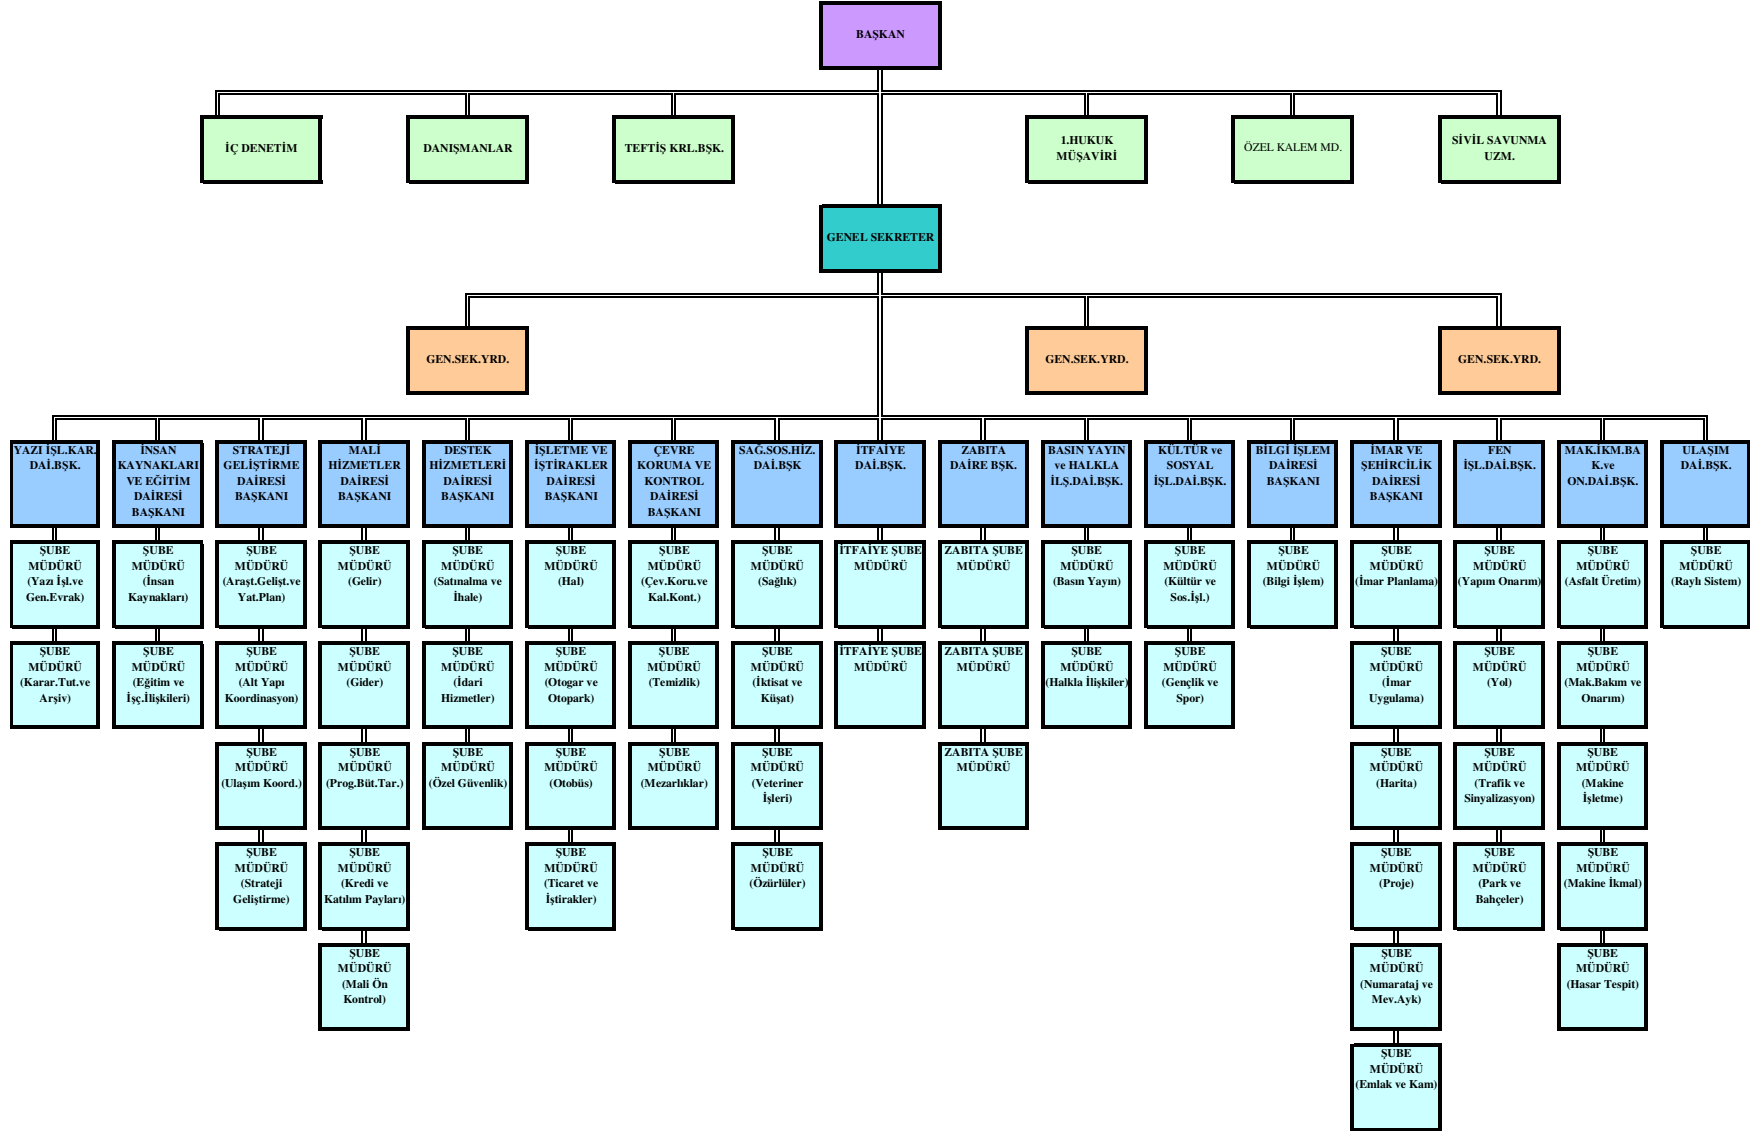 BAŞKAN
İÇ DENETİM
DANIŞMANLAR
TEFTİŞ KRL.BŞK.
1.HUKUK
MÜŞAVİRİ
ÖZEL KALEM MD.
SİVİL SAVUNMA
UZM.
GENEL SEKRETER
GEN.SEK.YRD.
GEN.SEK.YRD.
GEN.SEK.YRD.
YAZI İŞL.KAR.
DAİ.BŞK.
İNSAN
KAYNAKLARI
VE EĞİTİM
DAİRESİ
BAŞKANI
STRATEJİ
GELİŞTİRME
DAİRESİ
BAŞKANI
MALİ
HİZMETLER
DAİRESİ
BAŞKANI
DESTEK
HİZMETLERİ
DAİRESİ
BAŞKANI
İŞLETME VE
İŞTİRAKLER
DAİRESİ
BAŞKANI
ÇEVRE
KORUMA VE
KONTROL
DAİRESİ
BAŞKANI
SAĞ.SOS.HİZ.
DAİ.BŞK
İTFAİYE
DAİ.BŞK.
ZABITA
DAİRE BŞK.
BASIN YAYIN
ve HALKLA
İLŞ.DAİ.BŞK.
KÜLTÜR ve
SOSYAL
İŞL.DAİ.BŞK.
BİLGİ İŞLEM
DAİRESİ
BAŞKANI
İMAR VE
ŞEHİRCİLİK
DAİRESİ
BAŞKANI
FEN
İŞL.DAİ.BŞK.
MAK.İKM.BA
K.ve
ON.DAİ.BŞK.
ULAŞIM
DAİ.BŞK.
ŞUBE
MÜDÜRÜ
(Yazı İşl.ve
Gen.Evrak)
ŞUBE
MÜDÜRÜ
(İnsan
Kaynakları)
ŞUBE
MÜDÜRÜ
(Araşt.Gelişt.ve
Yat.Plan)
ŞUBE
MÜDÜRÜ
(Gelir)
ŞUBE
MÜDÜRÜ
(Satınalma ve
İhale)
ŞUBE
MÜDÜRÜ
(Hal)
ŞUBE
MÜDÜRÜ
(Çev.Koru.ve
Kal.Kont.)
ŞUBE
MÜDÜRÜ
(Sağlık)
İTFAİYE ŞUBE
MÜDÜRÜ
ZABITA ŞUBE
MÜDÜRÜ
ŞUBE
MÜDÜRÜ
(Basın Yayın)
ŞUBE
MÜDÜRÜ
(Kültür ve
Sos.İşl.)
ŞUBE
MÜDÜRÜ
(Bilgi İşlem)
ŞUBE
MÜDÜRÜ
(İmar Planlama)
ŞUBE
MÜDÜRÜ
(Yapım Onarım)
ŞUBE
MÜDÜRÜ
(Asfalt Üretim)
ŞUBE
MÜDÜRÜ
(Raylı Sistem)
ŞUBE
MÜDÜRÜ
(Karar.Tut.ve
Arşiv)
ŞUBE
MÜDÜRÜ
(Eğitim ve
İşç.İlişkileri)
ŞUBE
MÜDÜRÜ
(Alt Yapı
Koordinasyon)
ŞUBE
MÜDÜRÜ
(Gider)
ŞUBE
MÜDÜRÜ
(İdari
Hizmetler)
ŞUBE
MÜDÜRÜ
(Otogar ve
Otopark)
ŞUBE
MÜDÜRÜ
(Temizlik)
ŞUBE
MÜDÜRÜ
(İktisat ve
Küşat)
İTFAİYE ŞUBE
MÜDÜRÜ
ZABITA ŞUBE
MÜDÜRÜ
ŞUBE
MÜDÜRÜ
(Halkla İlişkiler)
ŞUBE
MÜDÜRÜ
(Gençlik ve
Spor)
ŞUBE
MÜDÜRÜ
(İmar
Uygulama)
ŞUBE
MÜDÜRÜ
(Yol)
ŞUBE
MÜDÜRÜ
(Mak.Bakım ve
Onarım)
ŞUBE
MÜDÜRÜ
(Ulaşım Koord.)
ŞUBE
MÜDÜRÜ
(Prog.Büt.Tar.)
ŞUBE
MÜDÜRÜ
(Özel Güvenlik)
ŞUBE
MÜDÜRÜ
(Otobüs)
ŞUBE
MÜDÜRÜ
(Mezarlıklar)
ŞUBE
MÜDÜRÜ
(Veteriner
İşleri)
ZABITA ŞUBE
MÜDÜRÜ
ŞUBE
MÜDÜRÜ
(Harita)
ŞUBE
MÜDÜRÜ
(Trafik ve
Sinyalizasyon)
ŞUBE
MÜDÜRÜ
(Makine
İşletme)
ŞUBE
MÜDÜRÜ
(Strateji
Geliştirme)
ŞUBE
MÜDÜRÜ
(Kredi ve
Katılım Payları)
ŞUBE
MÜDÜRÜ
(Ticaret ve
İştirakler)
ŞUBE
MÜDÜRÜ
(Özürlüler)
ŞUBE
MÜDÜRÜ
(Proje)
ŞUBE
MÜDÜRÜ
(Park ve
Bahçeler)
ŞUBE
MÜDÜRÜ
(Makine İkmal)
ŞUBE
MÜDÜRÜ
(Mali Ön
Kontrol)
ŞUBE
MÜDÜRÜ
(Numarataj ve
Mev.Ayk)
ŞUBE
MÜDÜRÜ
(Hasar Tespit)
ŞUBE
MÜDÜRÜ
(Emlak ve Kam)